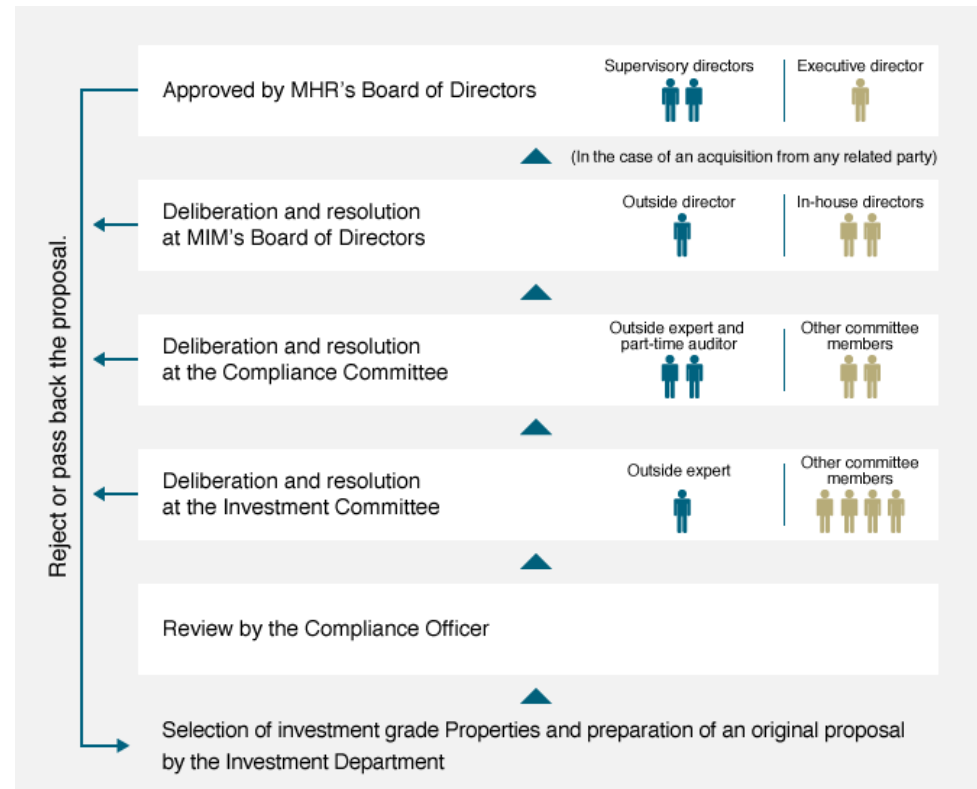 Approved by MHR's Board of Directors
Supervisory directors
Executive director
(In the case of an acquisition from any related party)
Deliberation and resolution
at MIM's Board of Directors
Outside director
In-house directors
Deliberation and resolution
at the Compliance Committee
Outside expert and
part-time auditor
Other committee
members
Deliberation and resolution
at the Investment Committee
Outside expert
Other committee
members
Review by the Compliance Officer
Selection of investment grade Properties and preparation of an original proposal
by the Investment Department
Reject or pass back the proposal.